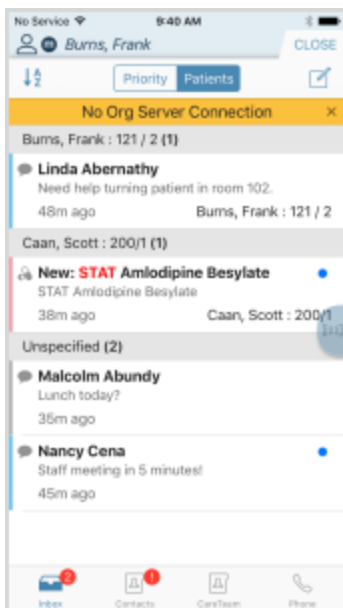 No Service 9:40 AM
Burns, Frank CLOSE
Priority Patients
No Org Server Connection ×
Burns, Frank : 121 / 2 (1)
Linda Abernathy
Need help turning patient in room 102.
48m ago Burns, Frank : 121 / 2
Caan, Scott : 200/1 (1)
New: STAT Amlodipine Besylate
STAT Amlodipine Besylate
38m ago Caan, Scott : 200/1
Unspecified (2)
Malcolm Abundy
Lunch today?
35m ago
Nancy Cena
Staff meeting in 5 minutes!
45m ago
2 !
Inbox Contacts CareTeam Phone